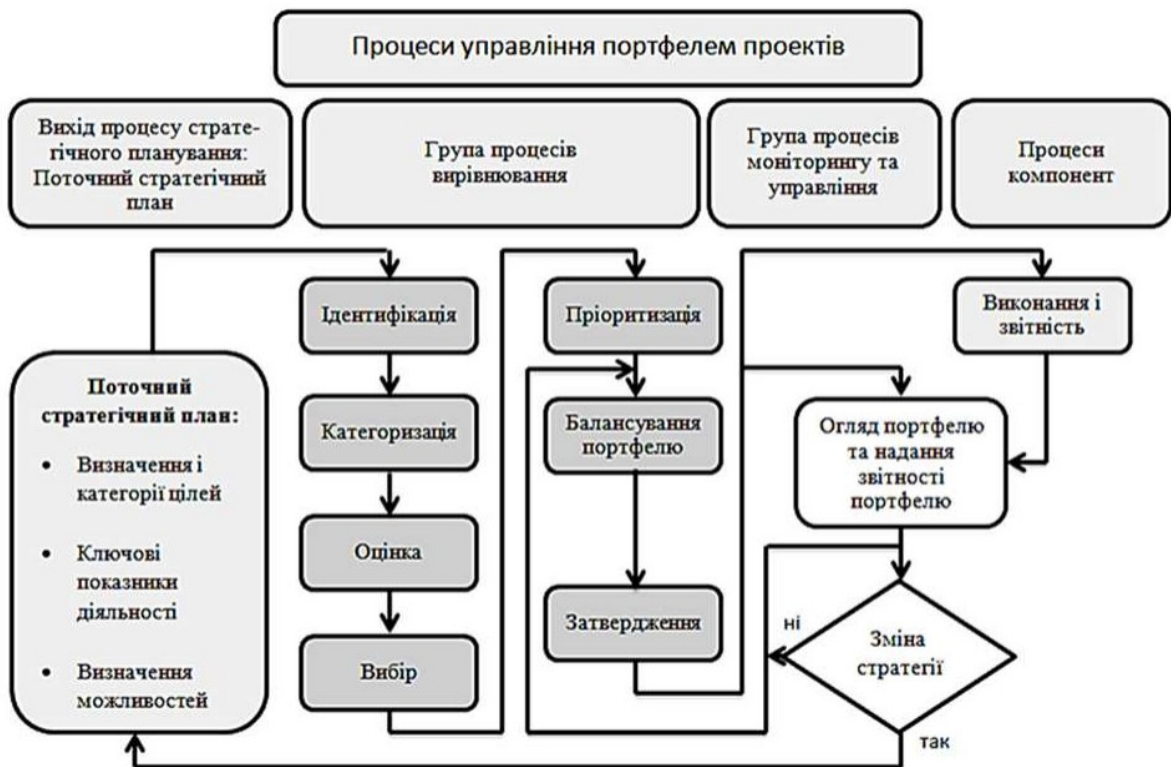 Процеси управління портфелем проектів
Вихід процесу страте-
гічного планування:
Поточний стратегічний
план
Група процесів
вирівнювання
Група процесів
моніторингу та
управління
Процеси
компонент
Поточний
стратегічний план:
• Визначення і
категорії цілей
• Ключові
показники
діяльності
• Визначення
можливостей
Ідентифікація
Категоризація
Оцінка
Вибір
Пріоритизація
Балансування
портфелю
Затвердження
Виконання і
звітність
Огляд портфелю
та надання
звітності
портфелю
Зміна
стратегії
ні
так